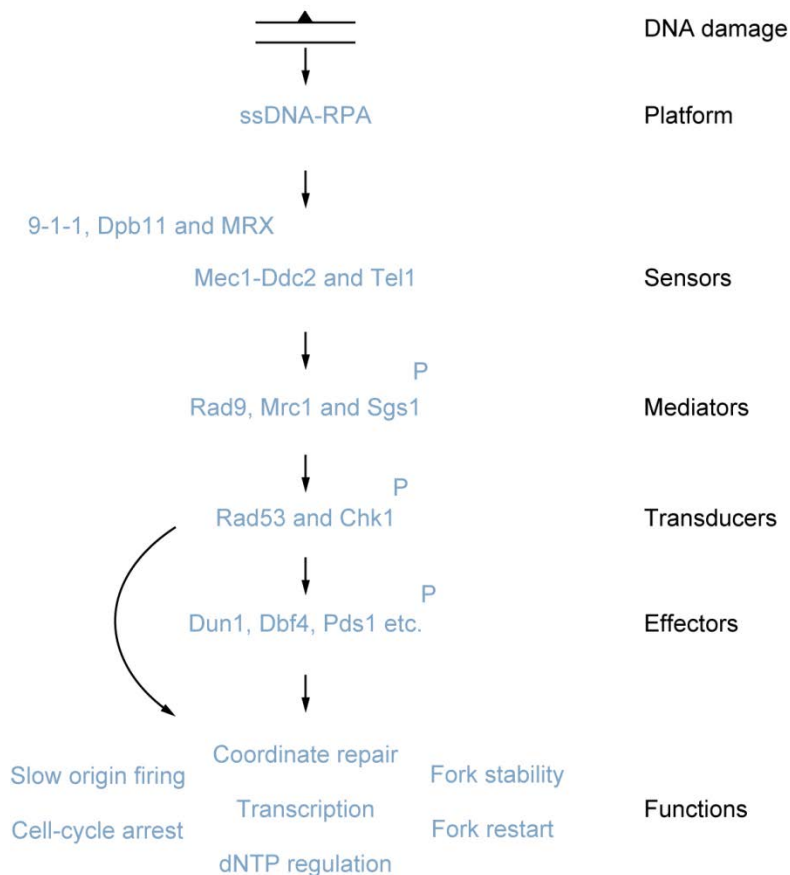 DNA damage
ssDNA-RPA
Platform
9-1-1, Dpb11 and MRX
Mec1-Ddc2 and Tel1
Sensors
P
Rad9, Mrc1 and Sgs1
Mediators
P
Rad53 and Chk1
Transducers
P
Dun1, Dbf4, Pds1 etc.
Effectors
Coordinate repair
Slow origin firing
Fork stability
Transcription
Functions
Cell-cycle arrest
Fork restart
dNTP regulation